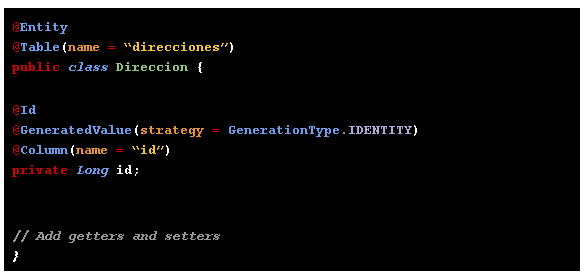 @Entity
@Table(name = “direcciones”)
public class Direccion {
@Id
@GeneratedValue(strategy = GenerationType.IDENTITY)
@Column(name = “id”)
private Long id;
// Add getters and setters
}